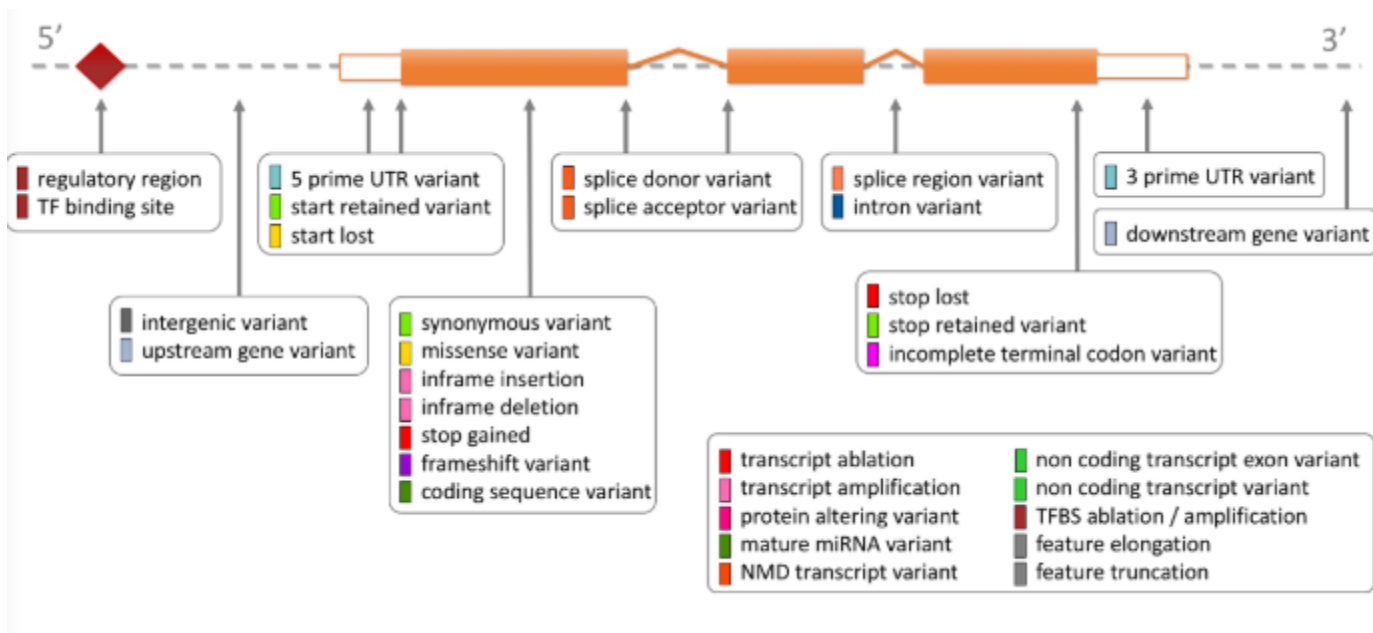 5’
3’
regulatory region
TF binding site
5 prime UTR variant
start retained variant
start lost
splice donor variant
splice acceptor variant
splice region variant
intron variant
3 prime UTR variant
downstream gene variant
intergenic variant
upstream gene variant
synonymous variant
missense variant
inframe insertion
inframe deletion
stop gained
frameshift variant
coding sequence variant
stop lost
stop retained variant
incomplete terminal codon variant
transcript ablation
transcript amplification
protein altering variant
mature miRNA variant
NMD transcript variant
non coding transcript exon variant
non coding transcript variant
TFBS ablation / amplification
feature elongation
feature truncation